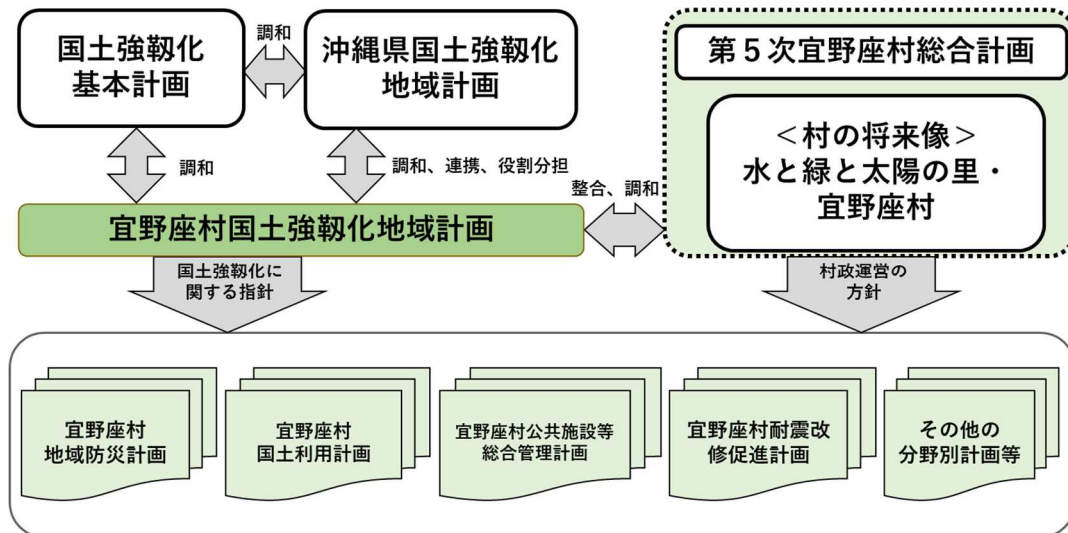 国土強靱化
基本計画
調和
沖縄県国土強靱化
地域計画
第５次宜野座村総合計画
＜村の将来像＞
水と緑と太陽の里・
宜野座村
調和
調和、連携、役割分担
整合、調和
宜野座村国土強靱化地域計画
国土強靱化に
関する指針
村政運営の
方針
宜野座村
地域防災計画
宜野座村
国土利用計画
宜野座村公共施設等
総合管理計画
宜野座村耐震改
修促進計画
その他の
分野別計画等